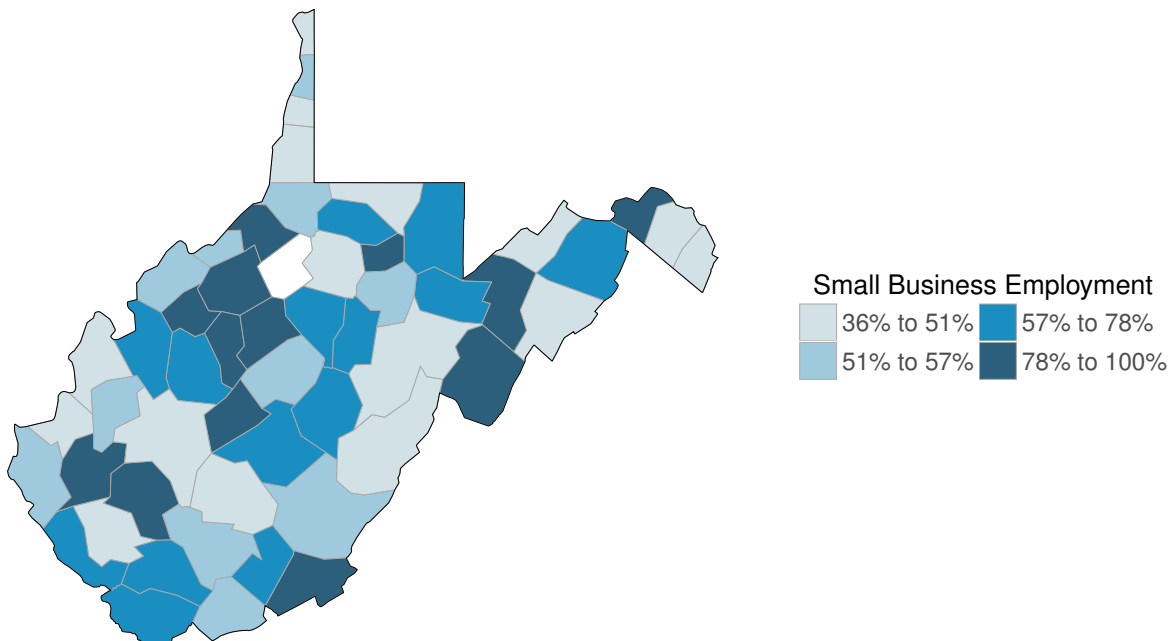 Small Business Employment
36% to 51% 57% to 78%
51% to 57% 78% to 100%